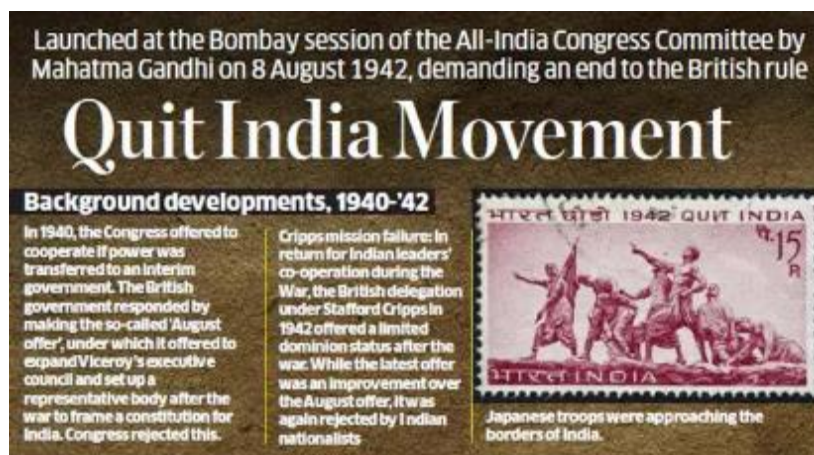 Launched at the Bombay session of the All-India Congress Committee by
Mahatma Gandhi on 8 August 1942, demanding an end to the British rule
Quit India Movement
Background developments, 1940-'42
In 1940, the Congress offered to
cooperate if power was
transferred to an interim
government. The British
government responded by
making the so-called 'August
offer', under which it offered to
expand Viceroy's executive
council and set up a
representative body after the
war to frame a constitution for
India. Congress rejected this.
Cripps mission failure: In
return for Indian leaders'
co-operation during the
War, the British delegation
under Stafford Cripps in
1942 offered a limited
dominion status after the
war. While the latest offer
was an improvement over
the August offer, it was
again rejected by Indian
nationalists
भारत छोड़ो 1942 QUIT INDIA
15
भारत INDIA
Japanese troops were approaching the
borders of India.